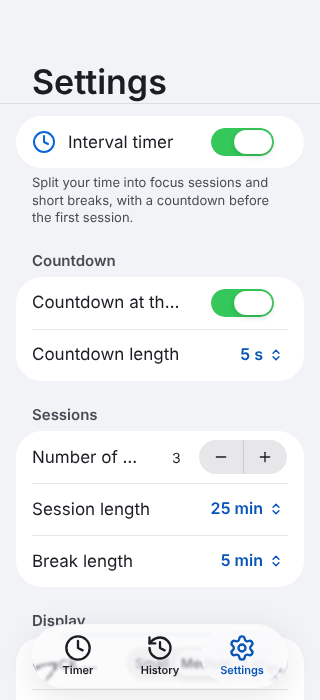 Settings
Interval timer
Split your time into focus sessions and
short breaks, with a countdown before
the first session.
Countdown
Countdown at th...
Countdown length 5 s
Sessions
Number of ... 3 − +
Session length 25 min
Break length 5 min
Display
Timer History Settings